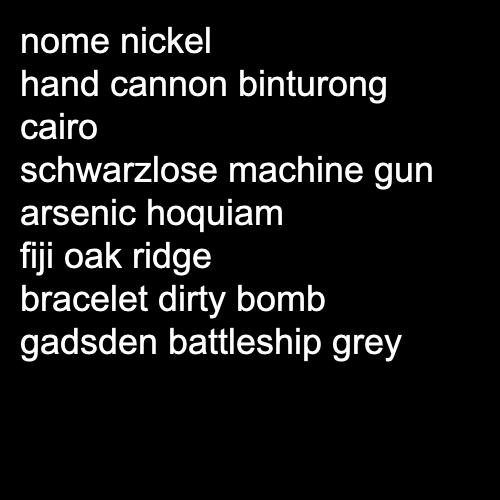 nome nickel
hand cannon binturong
cairo
schwarzlose machine gun
arsenic hoquiam
fiji oak ridge
bracelet dirty bomb
gadsden battleship grey